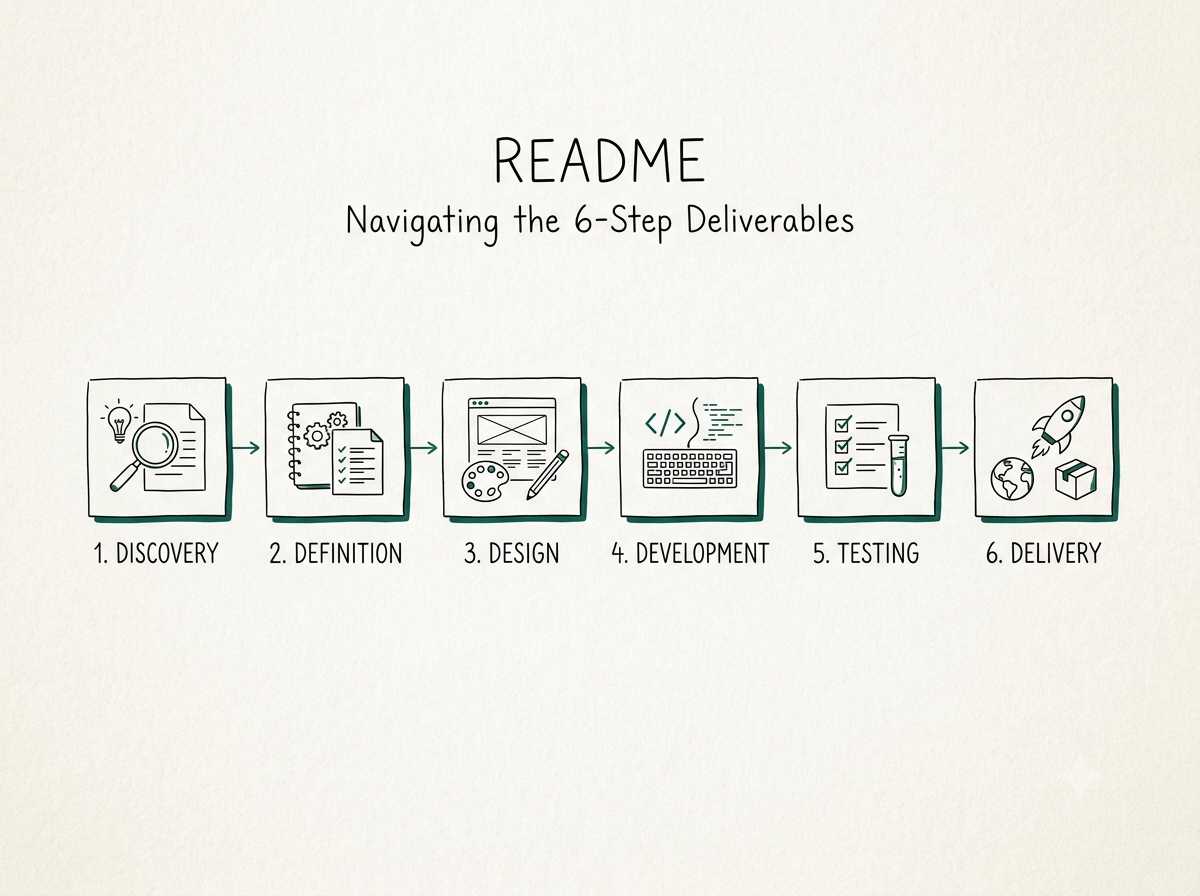 README
Navigating the 6-Step Deliverables
1. DISCOVERY
2. DEFINITION
3. DESIGN
4. DEVELOPMENT
5. TESTING
6. DELIVERY